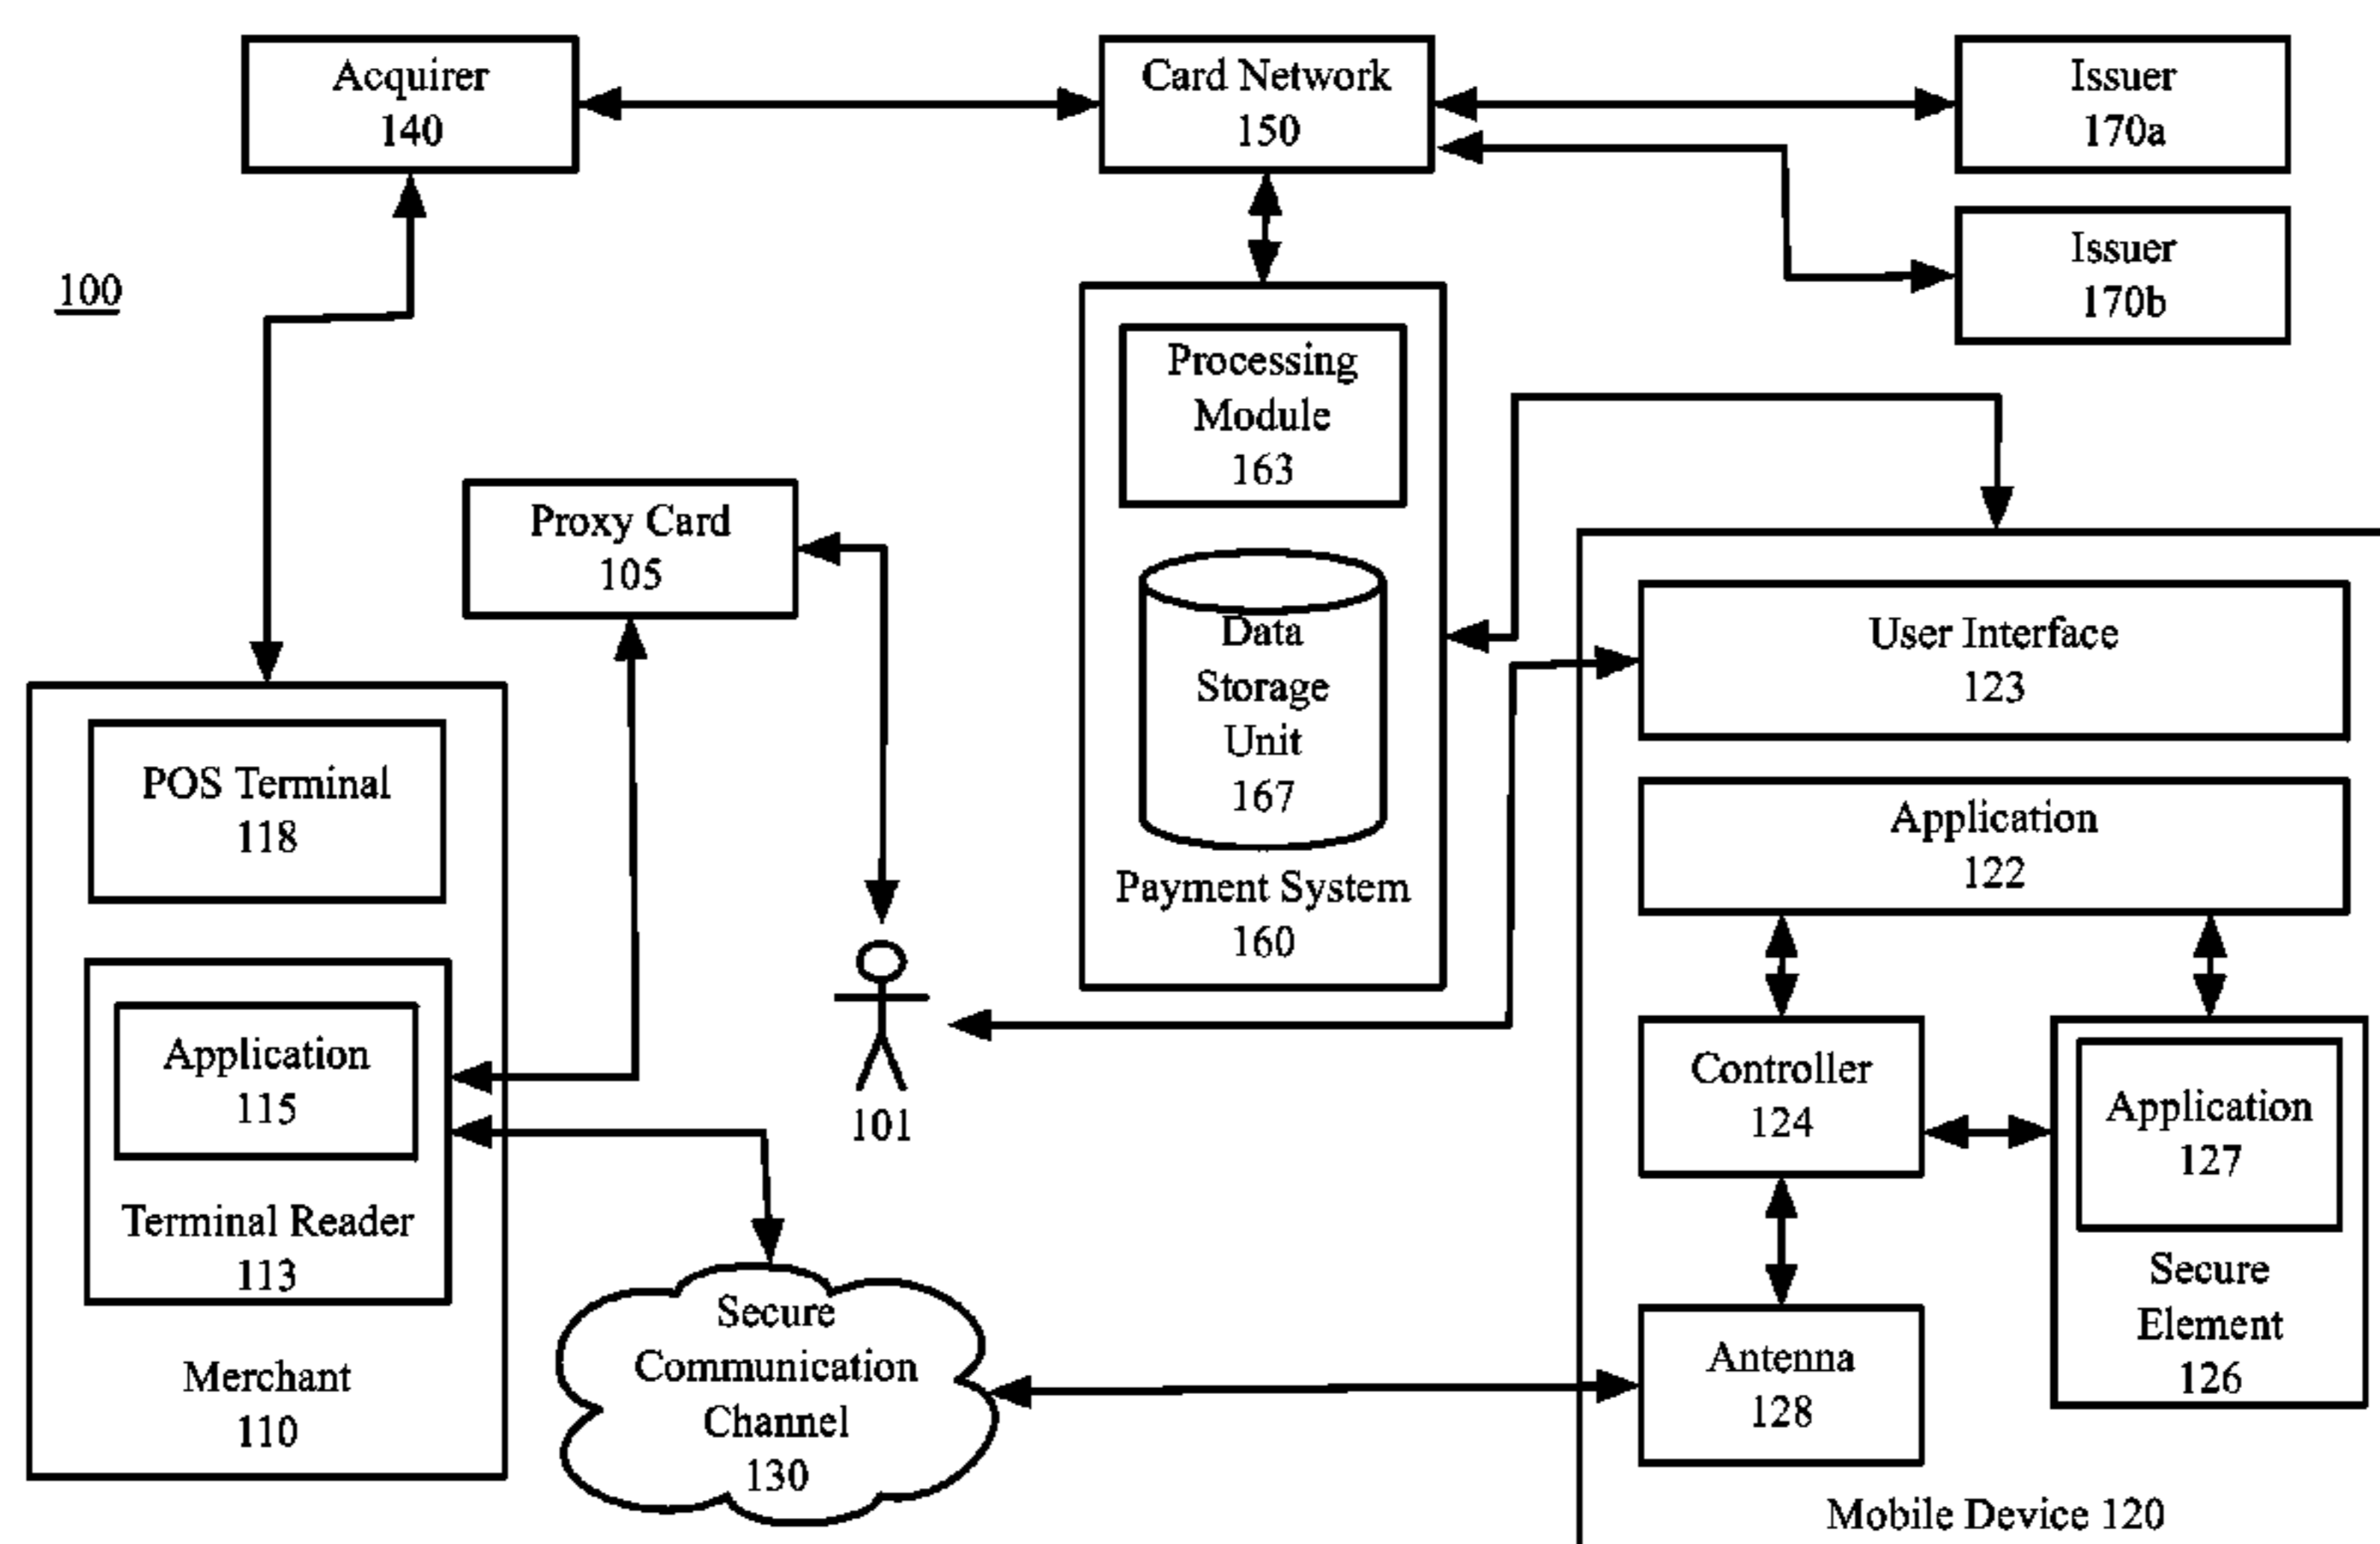 Acquirer
140
Card Network
150
Issuer
170a
Issuer
170b
100
Processing
Module
163
Data
Storage
Unit
167
Payment System
160
Proxy Card
105
POS Terminal
118
Application
115
Terminal Reader
113
Merchant
110
101
Secure
Communication
Channel
130
User Interface
123
Application
122
Controller
124
Application
127
Secure
Element
126
Antenna
128
Mobile Device 120